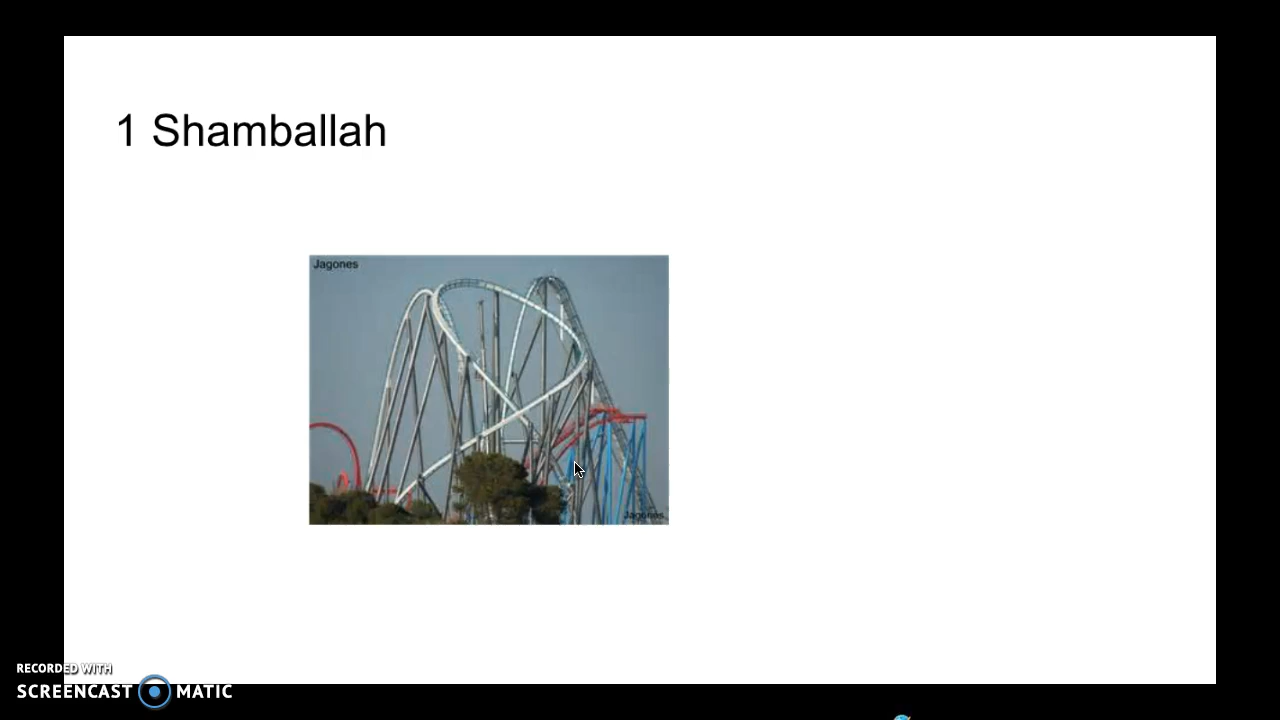 1 Shamballah
Jagones
Jagones
RECORDED WITH
SCREENCAST MATIC